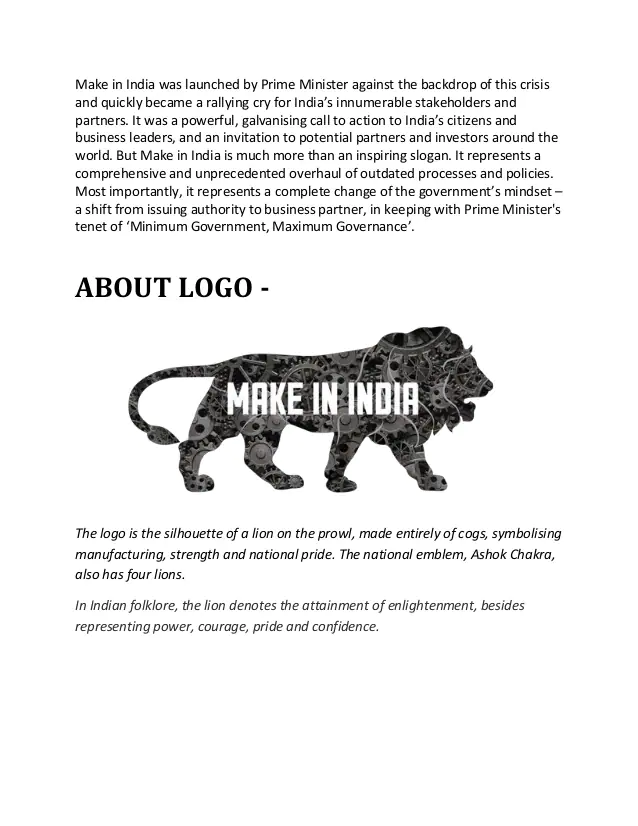 Make in India was launched by Prime Minister against the backdrop of this crisis
and quickly became a rallying cry for India’s innumerable stakeholders and
partners. It was a powerful, galvanising call to action to India’s citizens and
business leaders, and an invitation to potential partners and investors around the
world. But Make in India is much more than an inspiring slogan. It represents a
comprehensive and unprecedented overhaul of outdated processes and policies.
Most importantly, it represents a complete change of the government’s mindset –
a shift from issuing authority to business partner, in keeping with Prime Minister's
tenet of ‘Minimum Government, Maximum Governance’.
ABOUT LOGO -
MAKE IN INDIA
The logo is the silhouette of a lion on the prowl, made entirely of cogs, symbolising
manufacturing, strength and national pride. The national emblem, Ashok Chakra,
also has four lions.
In Indian folklore, the lion denotes the attainment of enlightenment, besides
representing power, courage, pride and confidence.